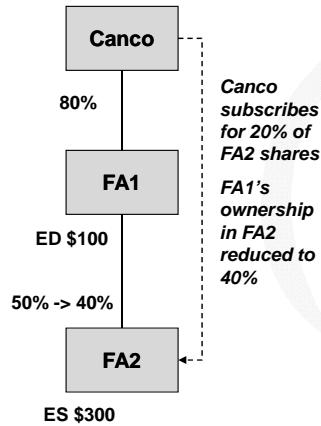 Canco
80%
Canco
subscribes
for 20% of
FA2 shares
FA1's
ownership
in FA2
reduced to
40%
FA1
ED $100
50% -> 40%
FA2
ES $300